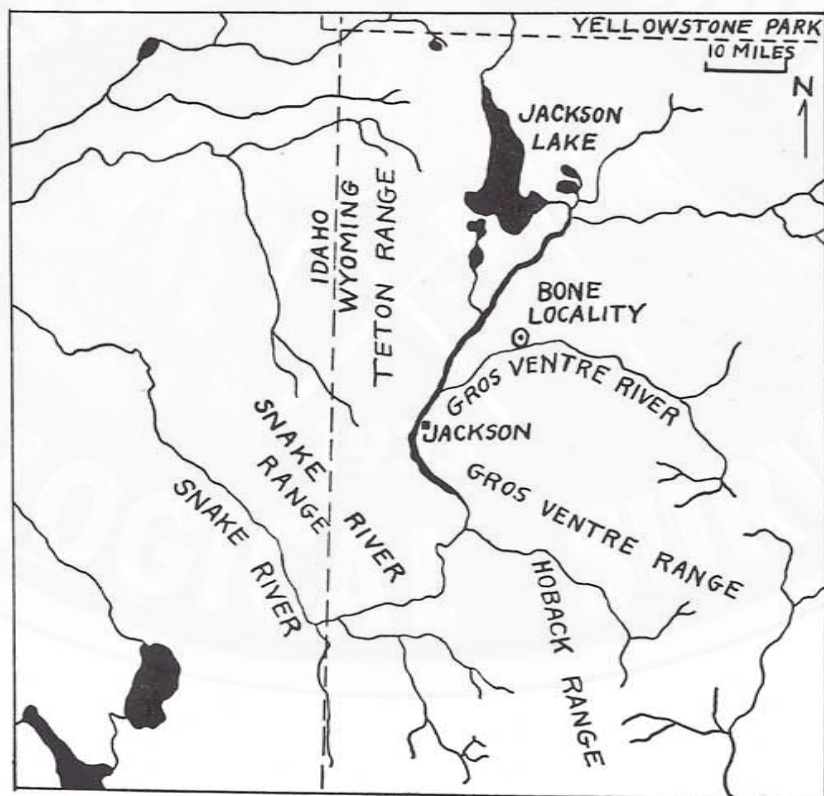 YELLOWSTONE PARK
10 MILES
N
JACKSON
LAKE
IDAHO
WYOMING
TETON RANGE
BONE
LOCALITY
GROS VENTRE RIVER
JACKSON
SNAKE RIVER
RANGE
SNAKE RIVER
GROS VENTRE RANGE
HOBACK RANGE